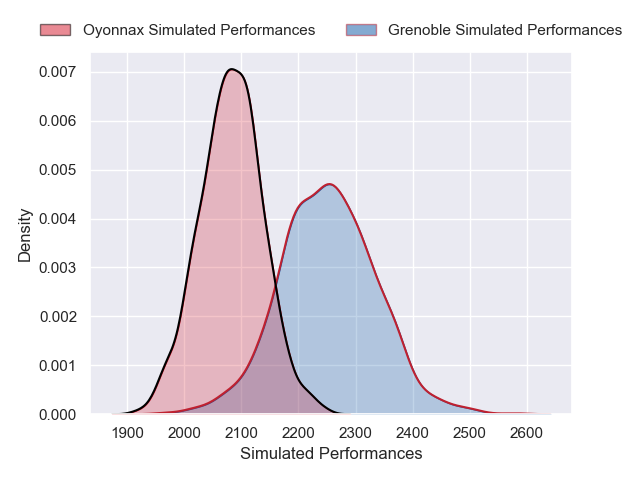 Oyonnax Simulated Performances
Grenoble Simulated Performances
0.007
0.006
0.005
0.004
0.003
0.002
0.001
0.000
Density
1900 2000 2100 2200 2300 2400 2500 2600
Simulated Performances